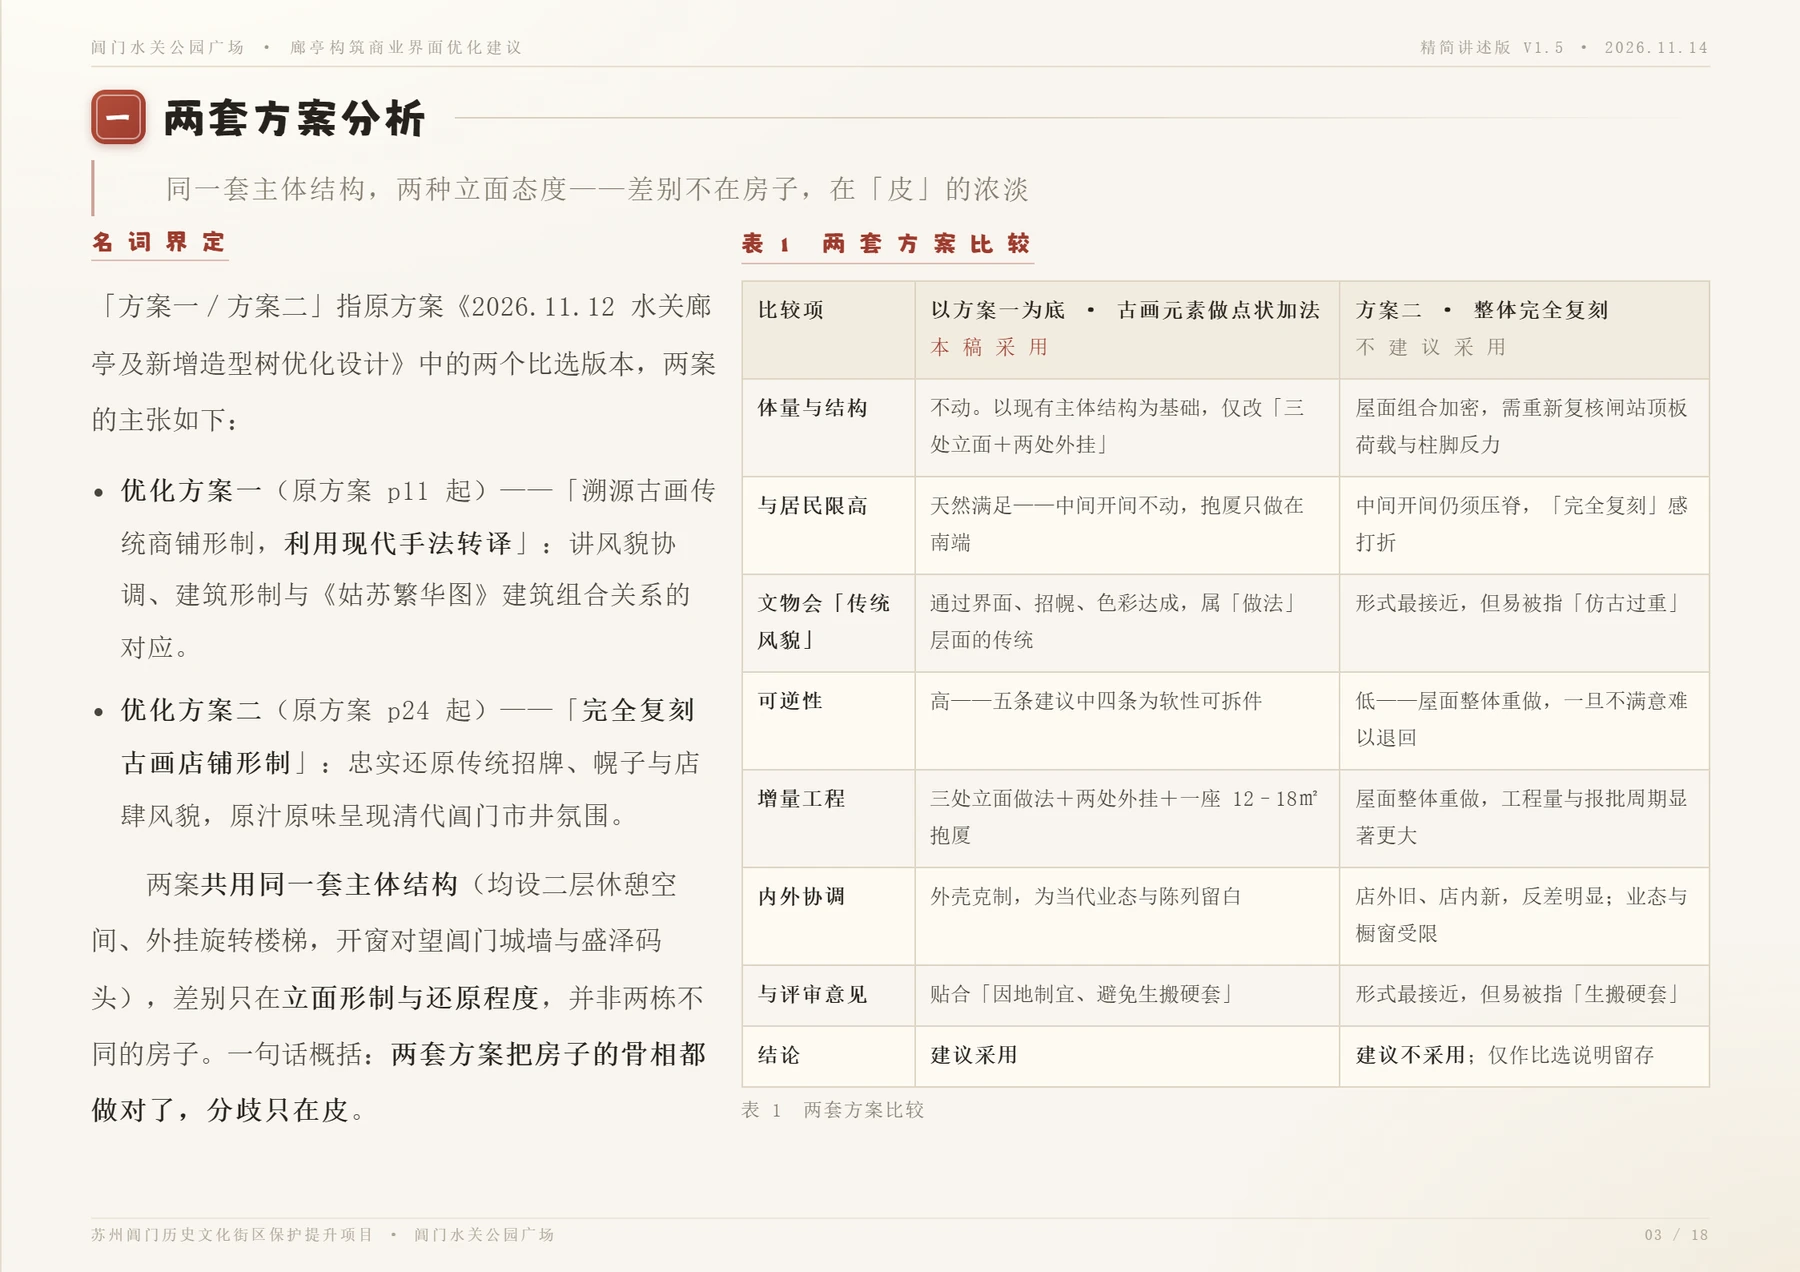 阊门水关公园广场 • 廊亭构筑商业界面优化建议
精简讲述版 V1.5 • 2026.11.14
一 两套方案分析
同一套主体结构，两种立面态度——差别不在房子，在「皮」的浓淡
名词界定
「方案一 / 方案二」指原方案《2026.11.12 水关廊
亭及新增造型树优化设计》中的两个比选版本，两案
的主张如下：
• 优化方案一（原方案 p11 起）——「溯源古画传
统商铺形制，利用现代手法转译」：讲风貌协
调、建筑形制与《姑苏繁华图》建筑组合关系的
对应。
• 优化方案二（原方案 p24 起）——「完全复刻
古画店铺形制」：忠实还原传统招牌、幌子与店
肆风貌，原汁原味呈现清代阊门市井氛围。
两案共用同一套主体结构（均设二层休憩空
间、外挂旋转楼梯，开窗对望阊门城墙与盛泽码
头），差别只在立面形制与还原程度，并非两栋不
同的房子。一句话概括：两套方案把房子的骨相都
做对了，分歧只在皮。
表 1 两套方案比较
比较项
以方案一为底 • 古画元素做点状加法
本稿采用
方案二 • 整体完全复刻
不建议采用
体量与结构
不动。以现有主体结构为基础，仅改「三
处立面＋两处外挂」
屋面组合加密，需重新复核闸站顶板
荷载与柱脚反力
与居民限高
天然满足——中间开间不动，抱厦只做在
南端
中间开间仍须压脊，「完全复刻」感
打折
文物会「传统
风貌」
通过界面、招幌、色彩达成，属「做法」
层面的传统
形式最接近，但易被指「仿古过重」
可逆性
高——五条建议中四条为软性可拆件
低——屋面整体重做，一旦不满意难
以退回
增量工程
三处立面做法＋两处外挂＋一座 12–18㎡
抱厦
屋面整体重做，工程量与报批周期显
著更大
内外协调
外壳克制，为当代业态与陈列留白
店外旧、店内新，反差明显；业态与
橱窗受限
与评审意见
贴合「因地制宜、避免生搬硬套」
形式最接近，但易被指「生搬硬套」
结论
建议采用
建议不采用；仅作比选说明留存
表 1 两套方案比较
苏州阊门历史文化街区保护提升项目 • 阊门水关公园广场
03 / 18